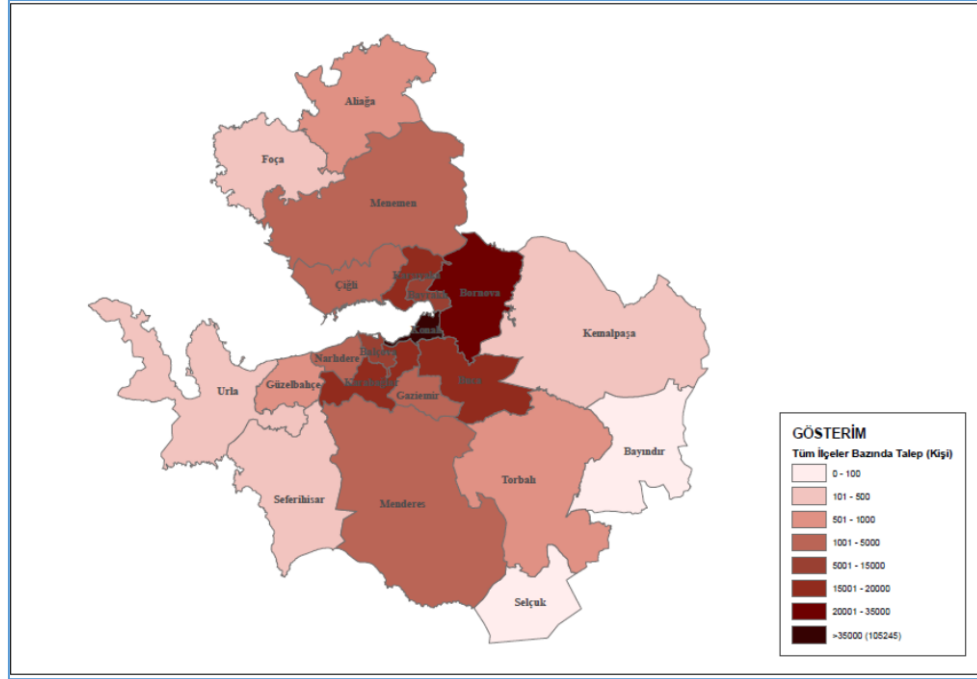 Aliağa
Foça
Menemen
Çiğli
Bornova
Konak
Kemalpaşa
Narlıdere
Balçova
Urla
Güzelbahçe
Karabağlar
Buca
Gaziemir
Bayındır
Seferihisar
Menderes
Torbalı
Selçuk
GÖSTERİM
Tüm İlçeler Bazında Talep (Kişi)
0 - 100
101 - 500
501 - 1000
1001 - 5000
5001 - 15000
15001 - 20000
20001 - 35000
>35000 (105245)